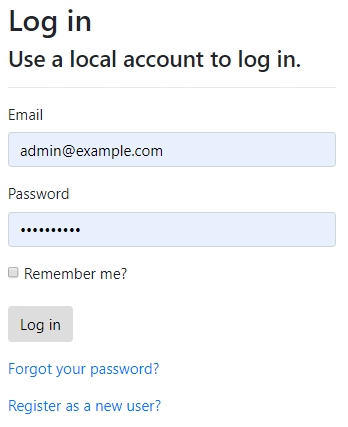 Log in
Use a local account to log in.
Email
admin@example.com
Password
••••••••••
Remember me?
Log in
Forgot your password?
Register as a new user?